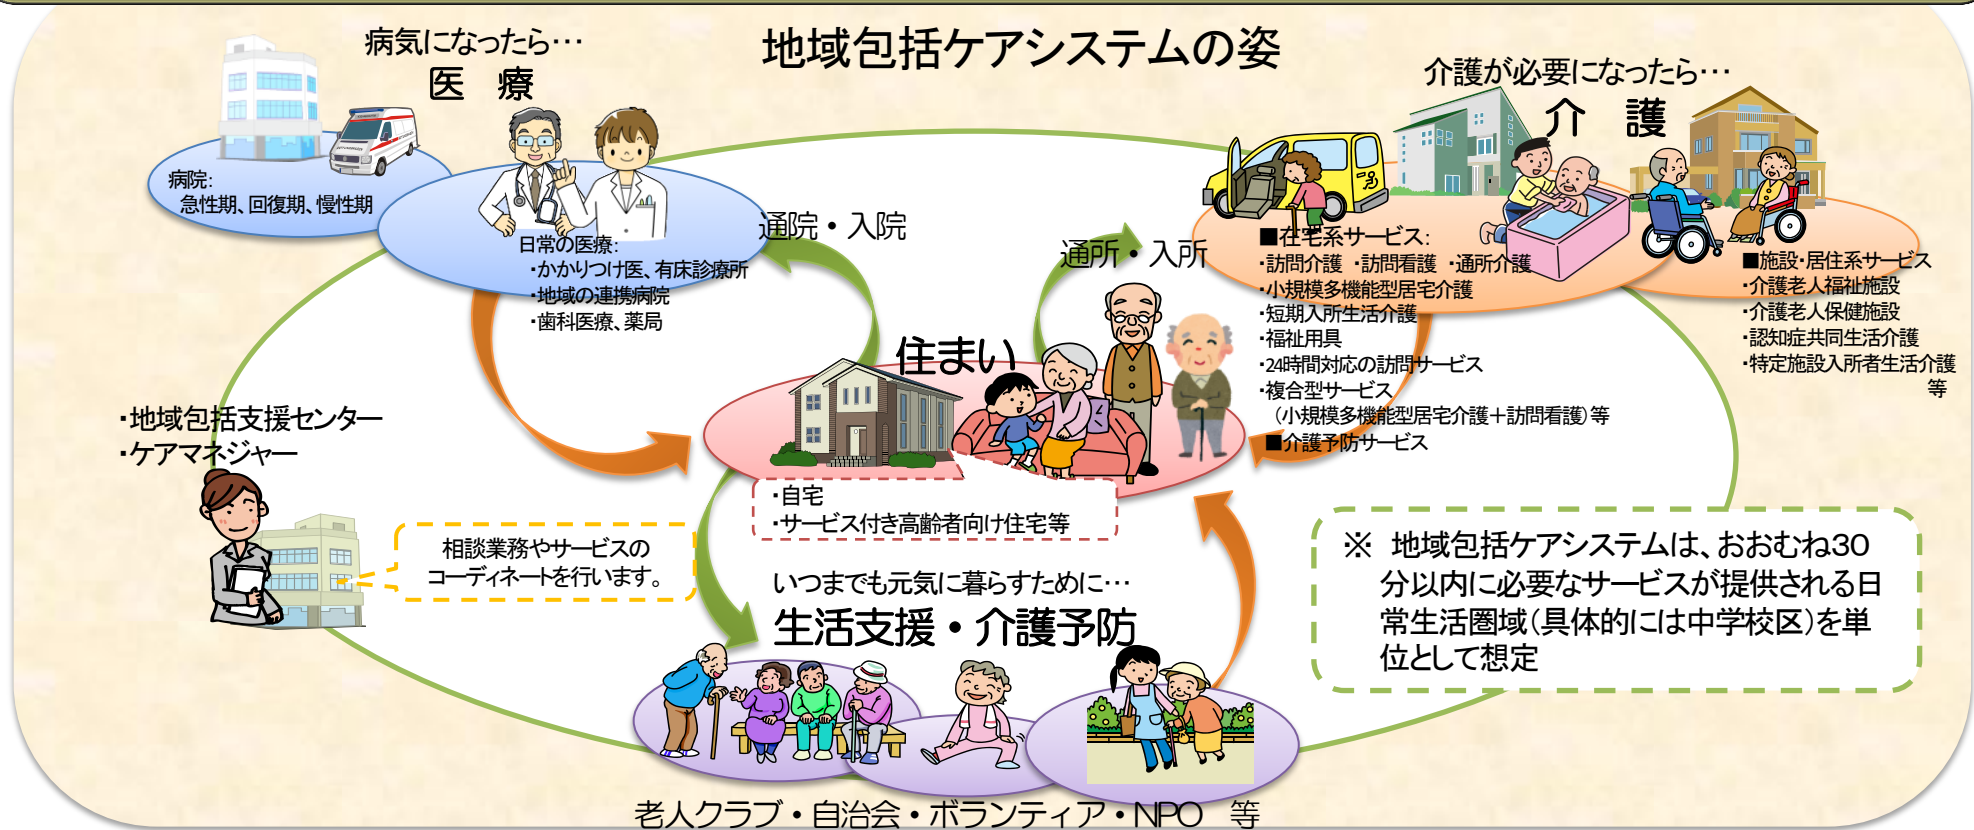 地域包括ケアシステムの姿
病気になったら…
医 療
病院:
急性期、回復期、慢性期
日常の医療:
・かかりつけ医、有床診療所
・地域の連携病院
・歯科医療、薬局
通院・入院
通所・入所
介護が必要になったら…
介 護
■在宅系サービス:
・訪問介護 ・訪問看護 ・通所介護
・小規模多機能型居宅介護
・短期入所生活介護
・福祉用具
・24時間対応の訪問サービス
・複合型サービス
(小規模多機能型居宅介護+訪問看護)等
■介護予防サービス
■施設・居住系サービス
・介護老人福祉施設
・介護老人保健施設
・認知症共同生活介護
・特定施設入所者生活介護
等
住まい
・自宅
・サービス付き高齢者向け住宅等
・地域包括支援センター
・ケアマネジャー
相談業務やサービスの
コーディネートを行います。
いつまでも元気に暮らすために…
生活支援・介護予防
老人クラブ・自治会・ボランティア・NPO 等
※ 地域包括ケアシステムは、おおむね30
分以内に必要なサービスが提供される日
常生活圏域(具体的には中学校区)を単
位として想定